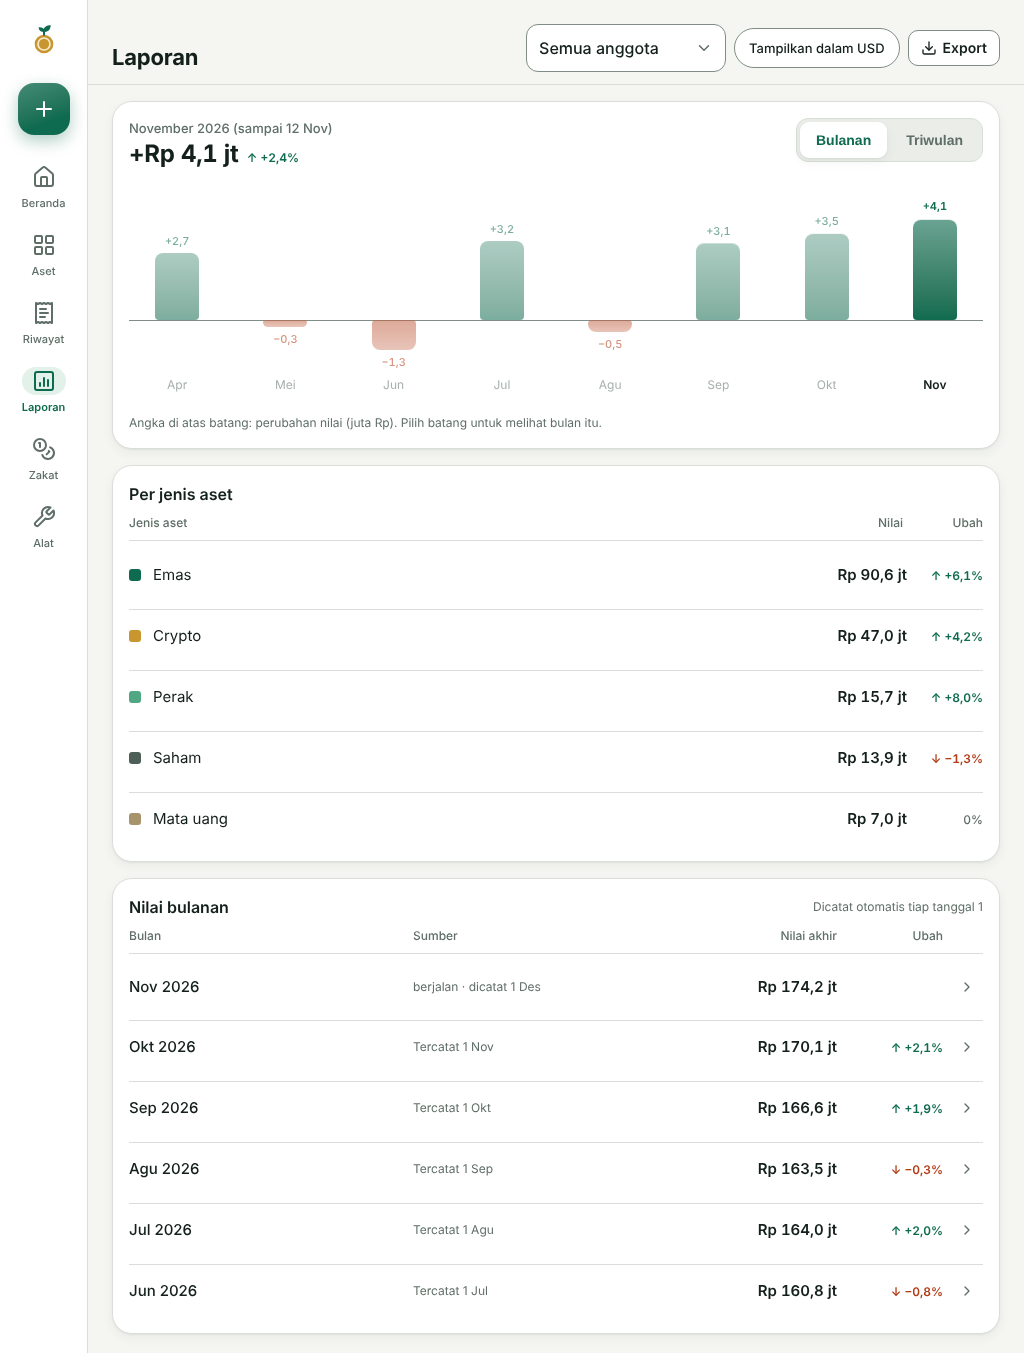 Laporan
Semua anggota
Tampilkan dalam USD
Export
Beranda
Aset
Riwayat
Laporan
Zakat
Alat
November 2026 (sampai 12 Nov)
+Rp 4,1 jt ↑ +2,4%
Bulanan
Triwulan
+2,7
−0,3
−1,3
+3,2
−0,5
+3,1
+3,5
+4,1
Apr
Mei
Jun
Jul
Agu
Sep
Okt
Nov
Angka di atas batang: perubahan nilai (juta Rp). Pilih batang untuk melihat bulan itu.
Per jenis aset
Jenis aset Nilai Ubah
Emas Rp 90,6 jt ↑ +6,1%
Crypto Rp 47,0 jt ↑ +4,2%
Perak Rp 15,7 jt ↑ +8,0%
Saham Rp 13,9 jt ↓ −1,3%
Mata uang Rp 7,0 jt 0%
Nilai bulanan
Dicatat otomatis tiap tanggal 1
Bulan Sumber Nilai akhir Ubah
Nov 2026 berjalan · dicatat 1 Des Rp 174,2 jt
Okt 2026 Tercatat 1 Nov Rp 170,1 jt ↑ +2,1%
Sep 2026 Tercatat 1 Okt Rp 166,6 jt ↑ +1,9%
Agu 2026 Tercatat 1 Sep Rp 163,5 jt ↓ −0,3%
Jul 2026 Tercatat 1 Agu Rp 164,0 jt ↑ +2,0%
Jun 2026 Tercatat 1 Jul Rp 160,8 jt ↓ −0,8%